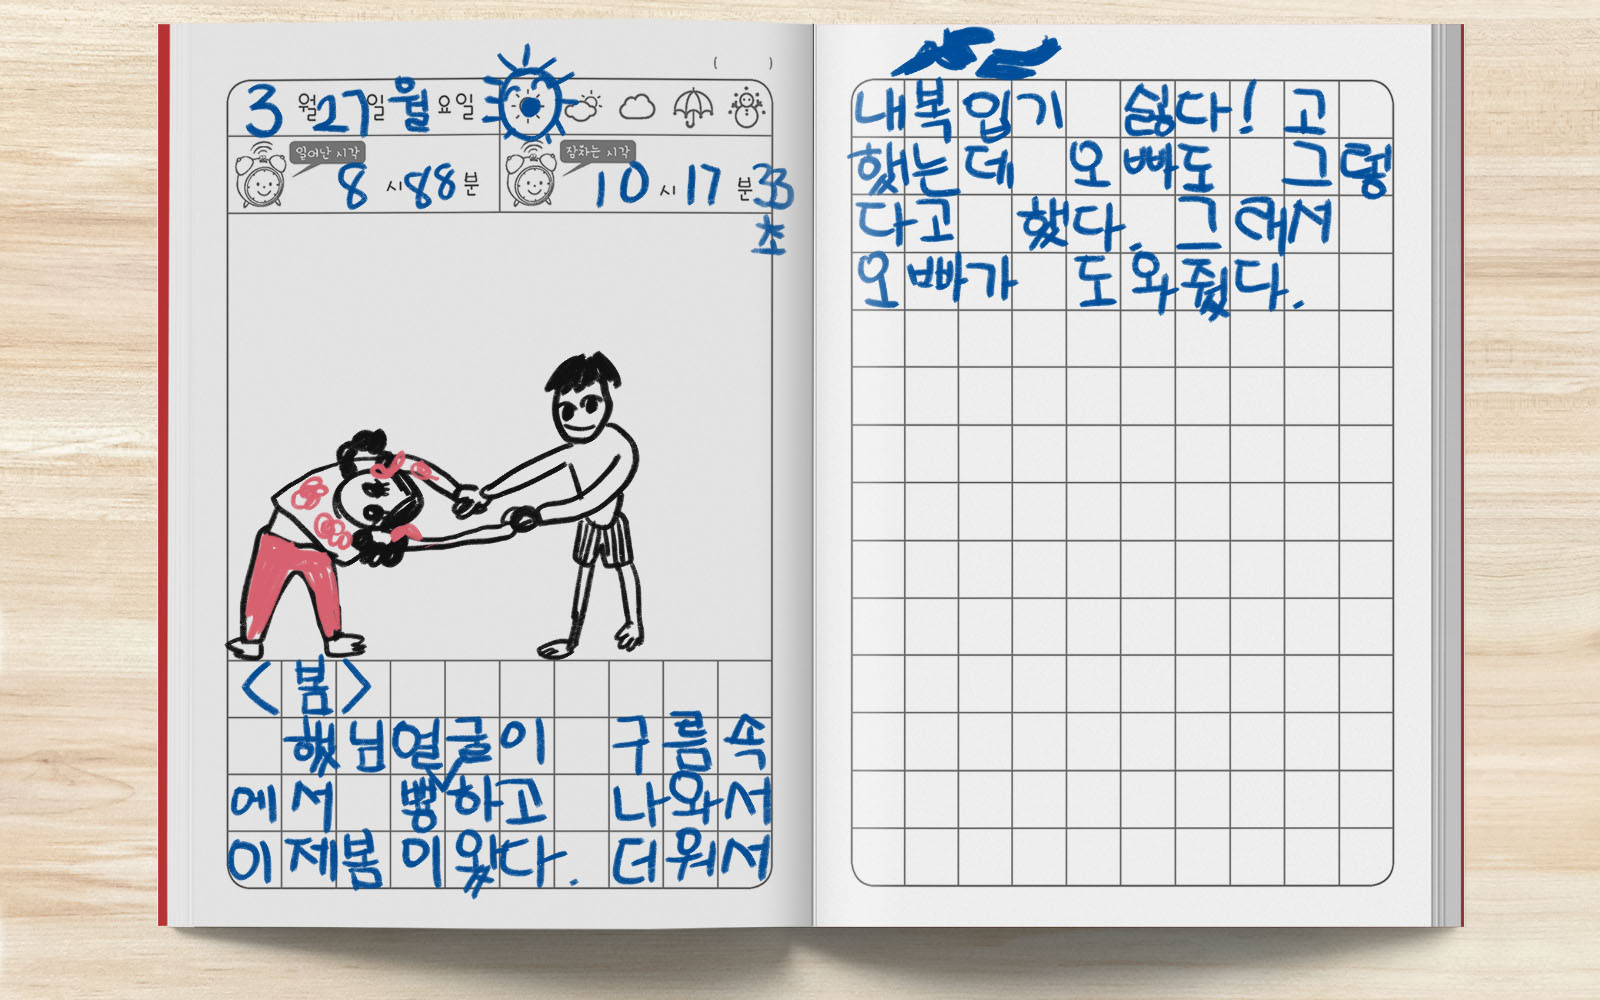 ( )
3 월 27 일 월 요일
일어난 시각 8 시 88 분 잠자는 시각 10 시 17 분 33
초
<봄>
햇님얼굴이 구름속
에서 뿅하고 나와서
이제봄이왔다. 더워서
내복입기 싫다! 고
했는데 오빠도 그렇
다고 했다. 그래서
오빠가 도와줬다.